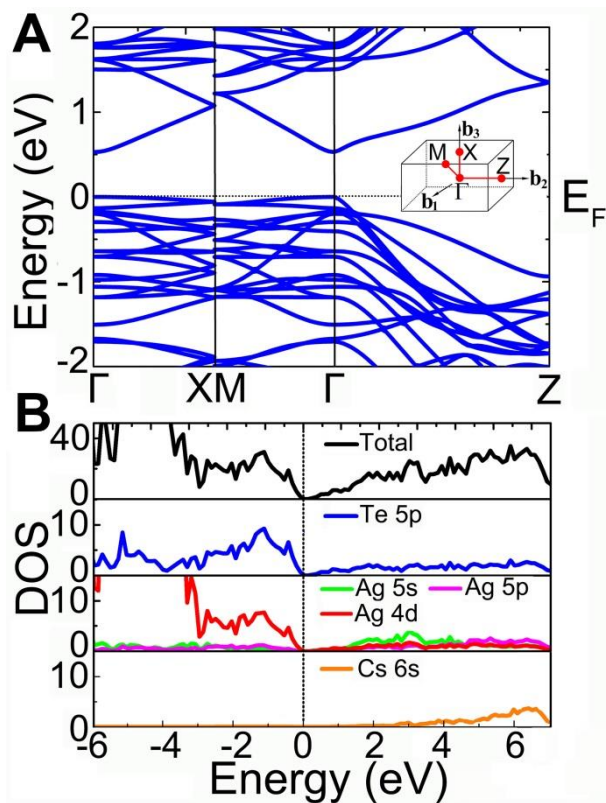 A
2
1
0
-1
-2
Energy (eV)
b₃
M X
Z
Γ
b₂
b₁
E_F
Γ XM Γ Z
B
40
0
Total
10
0
Te 5p
10
0
Ag 5s Ag 5p
Ag 4d
10
0
Cs 6s
DOS
-6 -4 -2 0 2 4 6
Energy (eV)